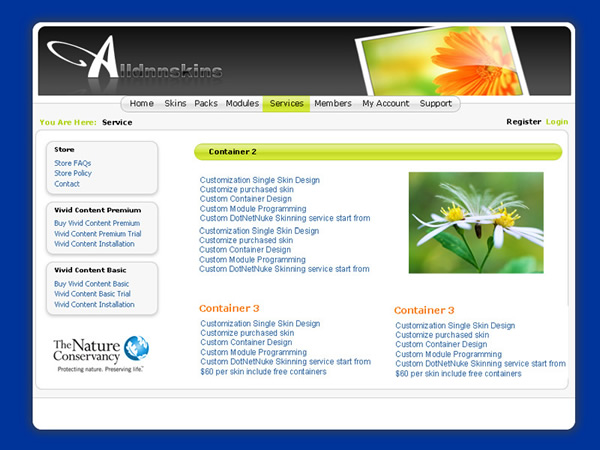 Alldnnskins
Home Skins Packs Modules Services Members My Account Support
You Are Here: Service
Register Login
Store
Store FAQs
Store Policy
Contact
Vivid Content Premium
Buy Vivid Content Premium
Vivid Content Premium Trial
Vivid Content Installation
Vivid Content Basic
Buy Vivid Content Basic
Vivid Content Basic Trial
Vivid Content Installation
The Nature
Conservancy
Protecting nature. Preserving life.™
Container 2
Customization Single Skin Design
Customize purchased skin
Custom Container Design
Custom Module Programming
Custom DotNetNuke Skinning service start from
Customization Single Skin Design
Customize purchased skin
Custom Container Design
Custom Module Programming
Custom DotNetNuke Skinning service start from
Container 3
Customization Single Skin Design
Customize purchased skin
Custom Container Design
Custom Module Programming
Custom DotNetNuke Skinning service start from
$60 per skin include free containers
Container 3
Customization Single Skin Design
Customize purchased skin
Custom Container Design
Custom Module Programming
Custom DotNetNuke Skinning service start from
$60 per skin include free containers